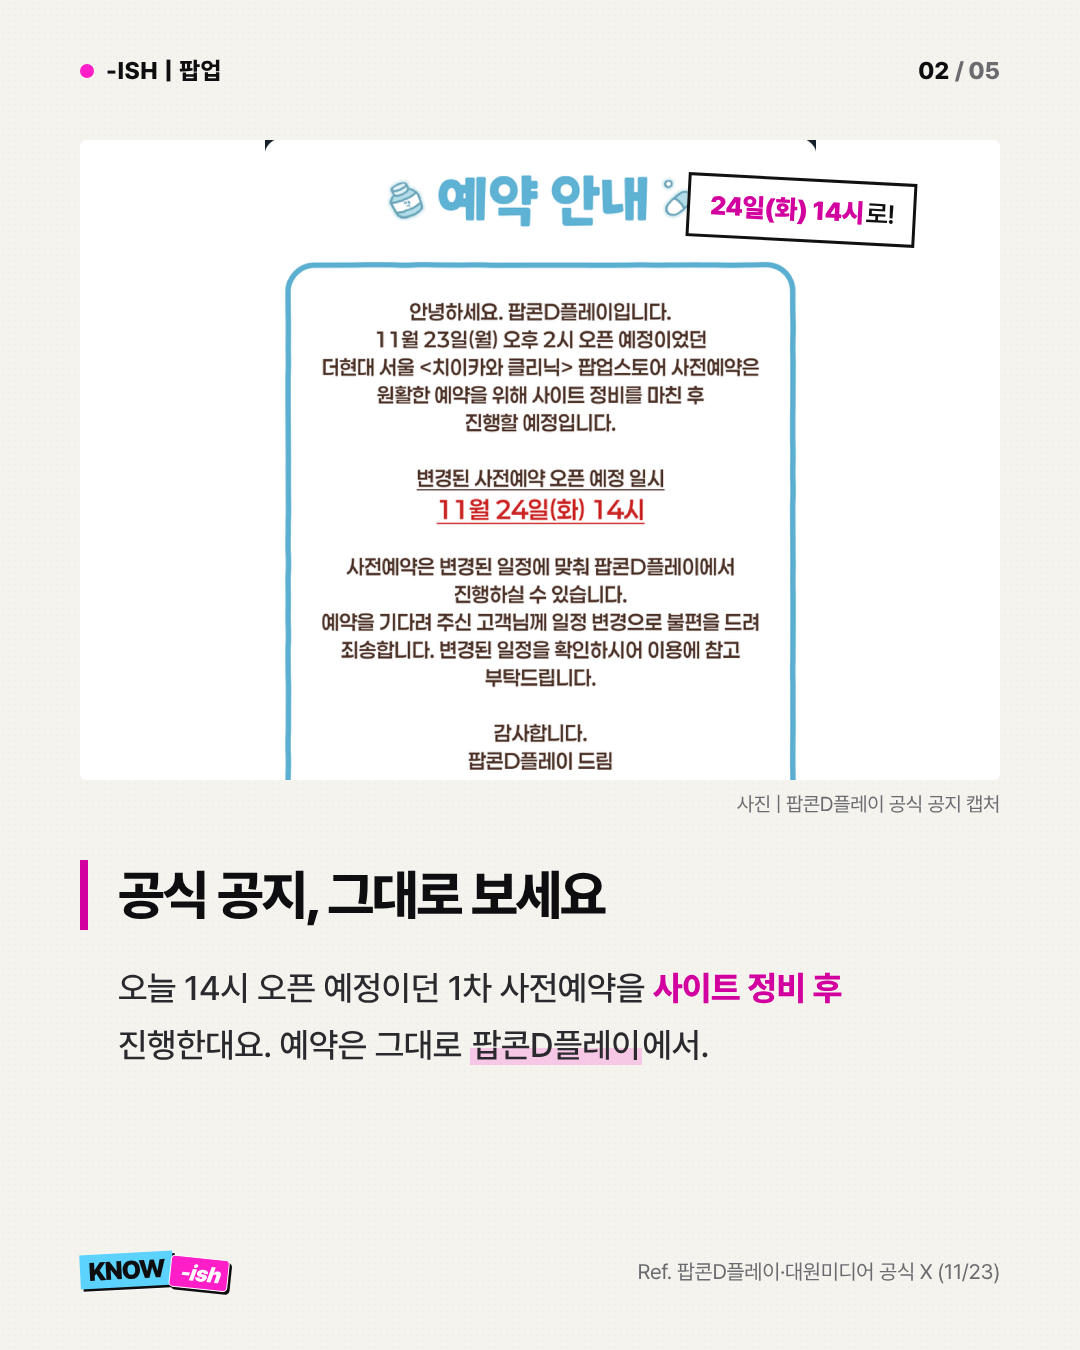 -ISH | 팝업
02 / 05
예약 안내
24일(화) 14시로!
안녕하세요. 팝콘D플레이입니다.
11월 23일(월) 오후 2시 오픈 예정이었던
더현대 서울 <치이카와 클리닉> 팝업스토어 사전예약은
원활한 예약을 위해 사이트 정비를 마친 후
진행할 예정입니다.
변경된 사전예약 오픈 예정 일시
11월 24일(화) 14시
사전예약은 변경된 일정에 맞춰 팝콘D플레이에서
진행하실 수 있습니다.
예약을 기다려 주신 고객님께 일정 변경으로 불편을 드려
죄송합니다. 변경된 일정을 확인하시어 이용에 참고
부탁드립니다.
감사합니다.
팝콘D플레이 드림
사진 | 팝콘D플레이 공식 공지 캡처
공식 공지, 그대로 보세요
오늘 14시 오픈 예정이던 1차 사전예약을 사이트 정비 후
진행한대요. 예약은 그대로 팝콘D플레이에서.
KNOW -ish
Ref. 팝콘D플레이·대원미디어 공식 X (11/23)